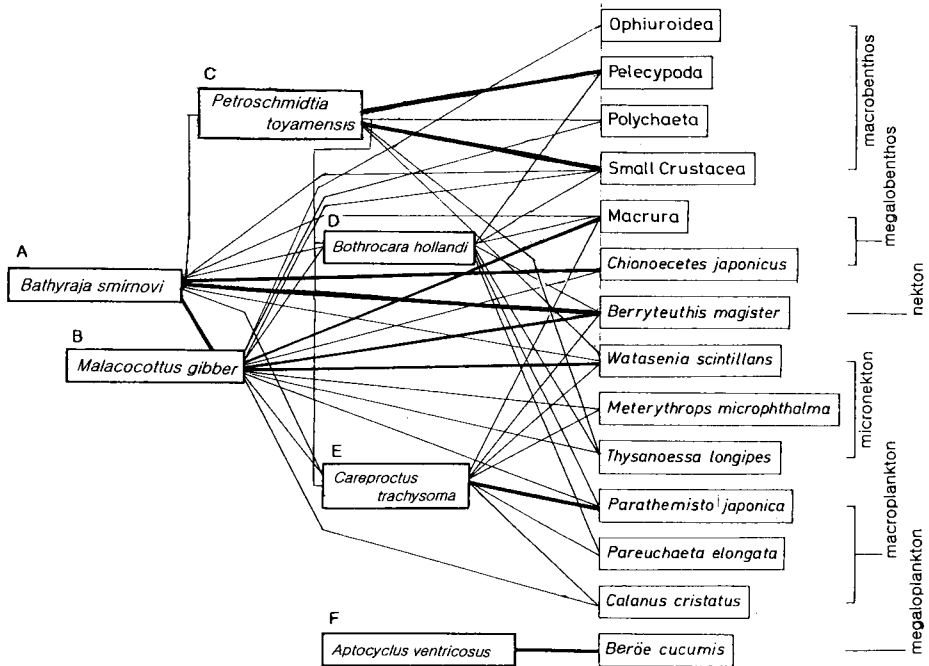 A
Bathyraja smirnovi
B
Malacocottus gibber
C
Petroschmidtia
toyamensis
D
Bothrocara hollandi
E
Careproctus
trachysoma
F
Aptocyclus ventricosus
Ophiuroidea
Pelecypoda
Polychaeta
Small Crustacea
Macrura
Chionoecetes japonicus
Berryteuthis magister
Watasenia scintillans
Meterythrops microphthalma
Thysanoessa longipes
Parathemisto japonica
Pareuchaeta elongata
Calanus cristatus
Beröe cucumis
macrobenthos
megalobenthos
nekton
micronekton
macroplankton
megaloplankton